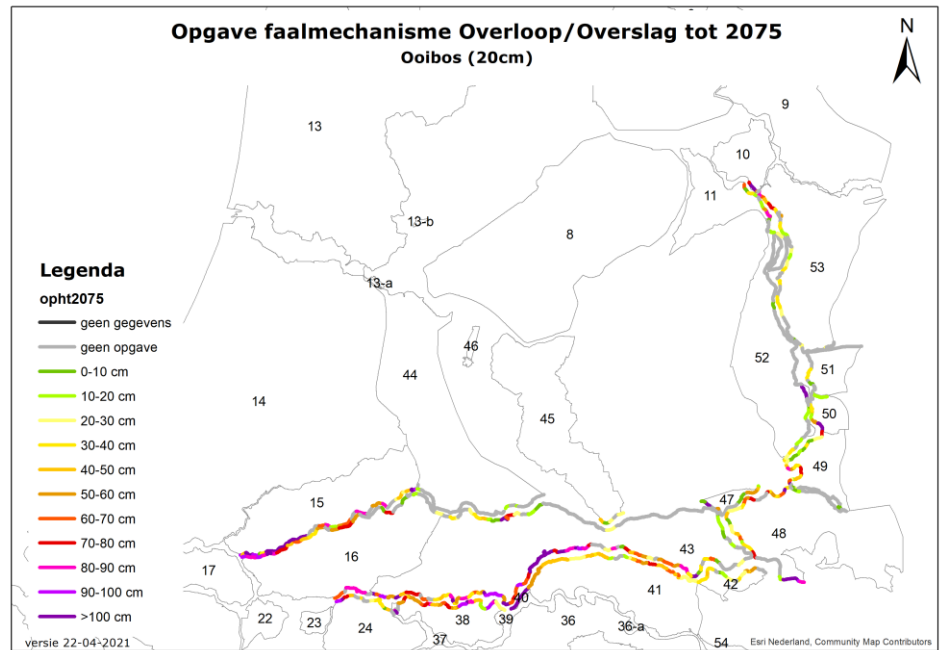 Opgave faalmechanisme Overloop/Overslag tot 2075
Ooibos (20cm)
N
9
13
10
11
13-b
8
53
Legenda
13-a
opht2075
geen gegevens
geen opgave
46
52
0-10 cm
44
51
10-20 cm
14
50
20-30 cm
45
30-40 cm
40-50 cm
49
50-60 cm
15
47
60-70 cm
48
70-80 cm
16
43
80-90 cm
17
42
41
90-100 cm
40
22
23
24
38
39
36
36-a
>100 cm
37
54
versie 22-04-2021
Esri Nederland, Community Map Contributors